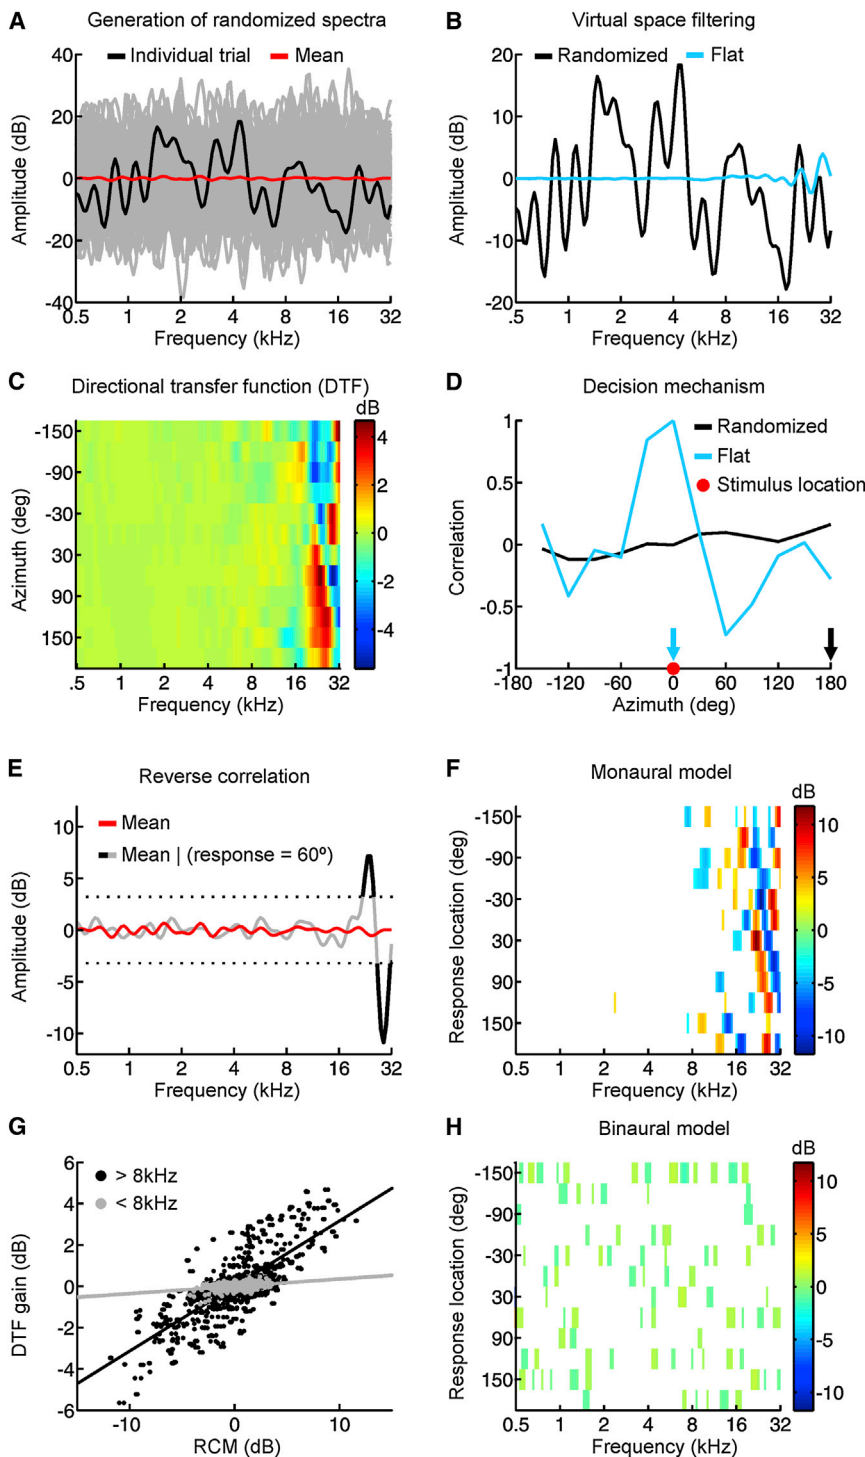 A Generation of randomized spectra
Individual trial Mean
40
20
0
-20
-40
Amplitude (dB)
0.5 1 2 4 8 16 32
Frequency (kHz)
B Virtual space filtering
Randomized Flat
20
10
0
-10
-20
Amplitude (dB)
.5 1 2 4 8 16 32
Frequency (kHz)
C Directional transfer function (DTF)
dB
-150
-90
-30
30
90
150
Azimuth (deg)
4
2
0
-2
-4
.5 1 2 4 8 16 32
Frequency (kHz)
D Decision mechanism
Randomized
Flat
Stimulus location
1
0.5
0
-0.5
-1
Correlation
-180 -120 -60 0 60 120 180
Azimuth (deg)
E Reverse correlation
Mean
Mean | (response = 60º)
10
5
0
-5
-10
Amplitude (dB)
0.5 1 2 4 8 16 32
Frequency (kHz)
F Monaural model
dB
-150
-90
-30
30
90
150
Response location (deg)
10
5
0
-5
-10
0.5 1 2 4 8 16 32
Frequency (kHz)
G
> 8kHz
< 8kHz
6
4
2
0
-2
-4
-6
DTF gain (dB)
-10 0 10
RCM (dB)
H Binaural model
dB
-150
-90
-30
30
90
150
Response location (deg)
10
5
0
-5
-10
0.5 1 2 4 8 16 32
Frequency (kHz)